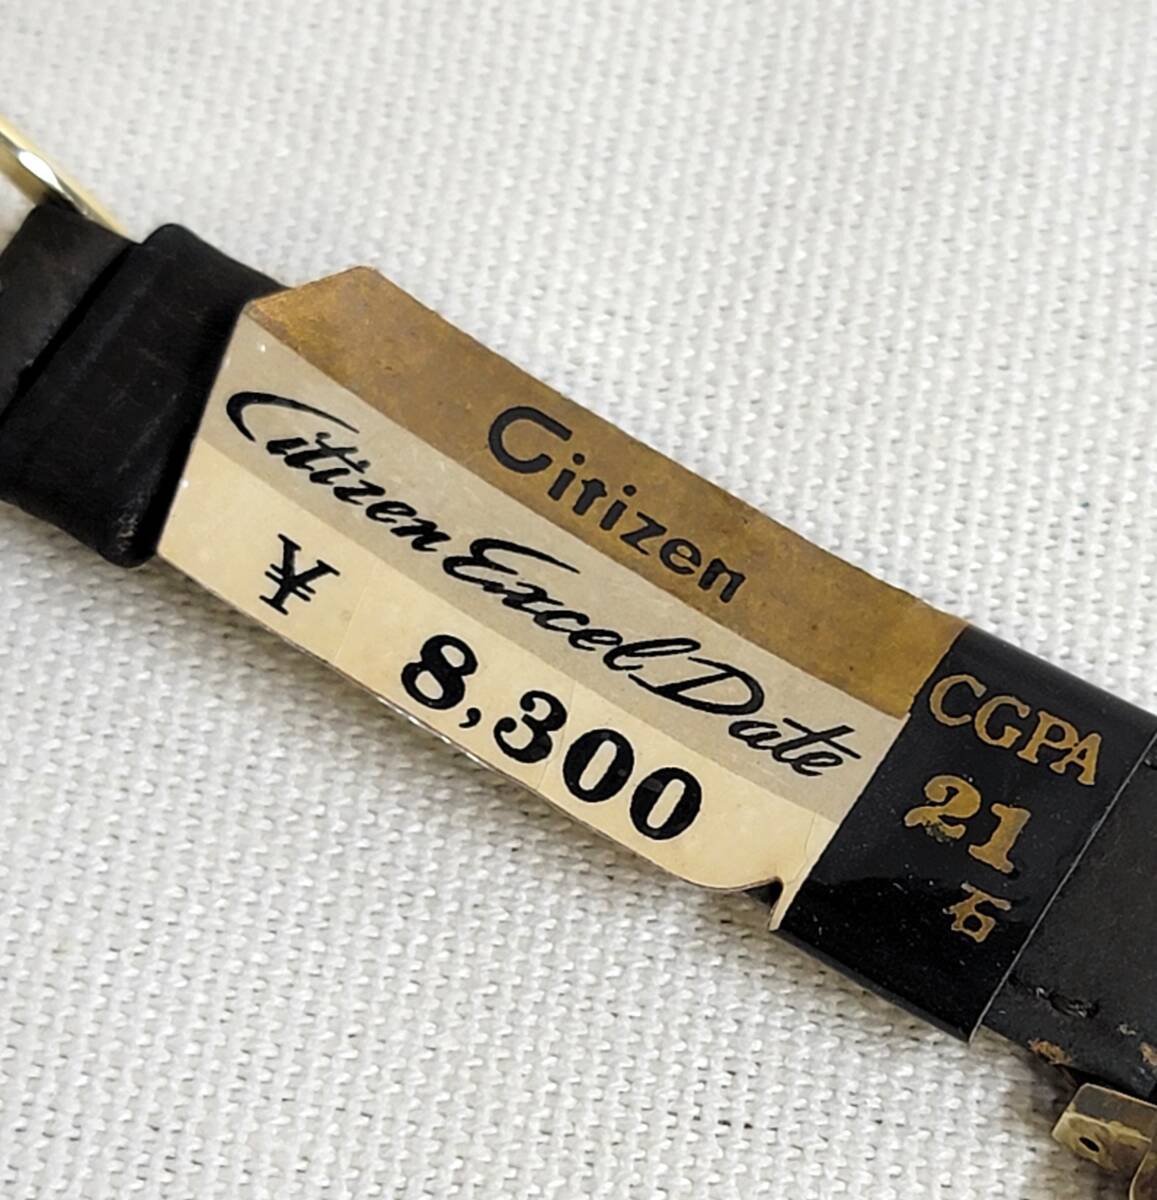 Citizen
Citizen Excel Date
¥ 8,300
CGPA
21
石